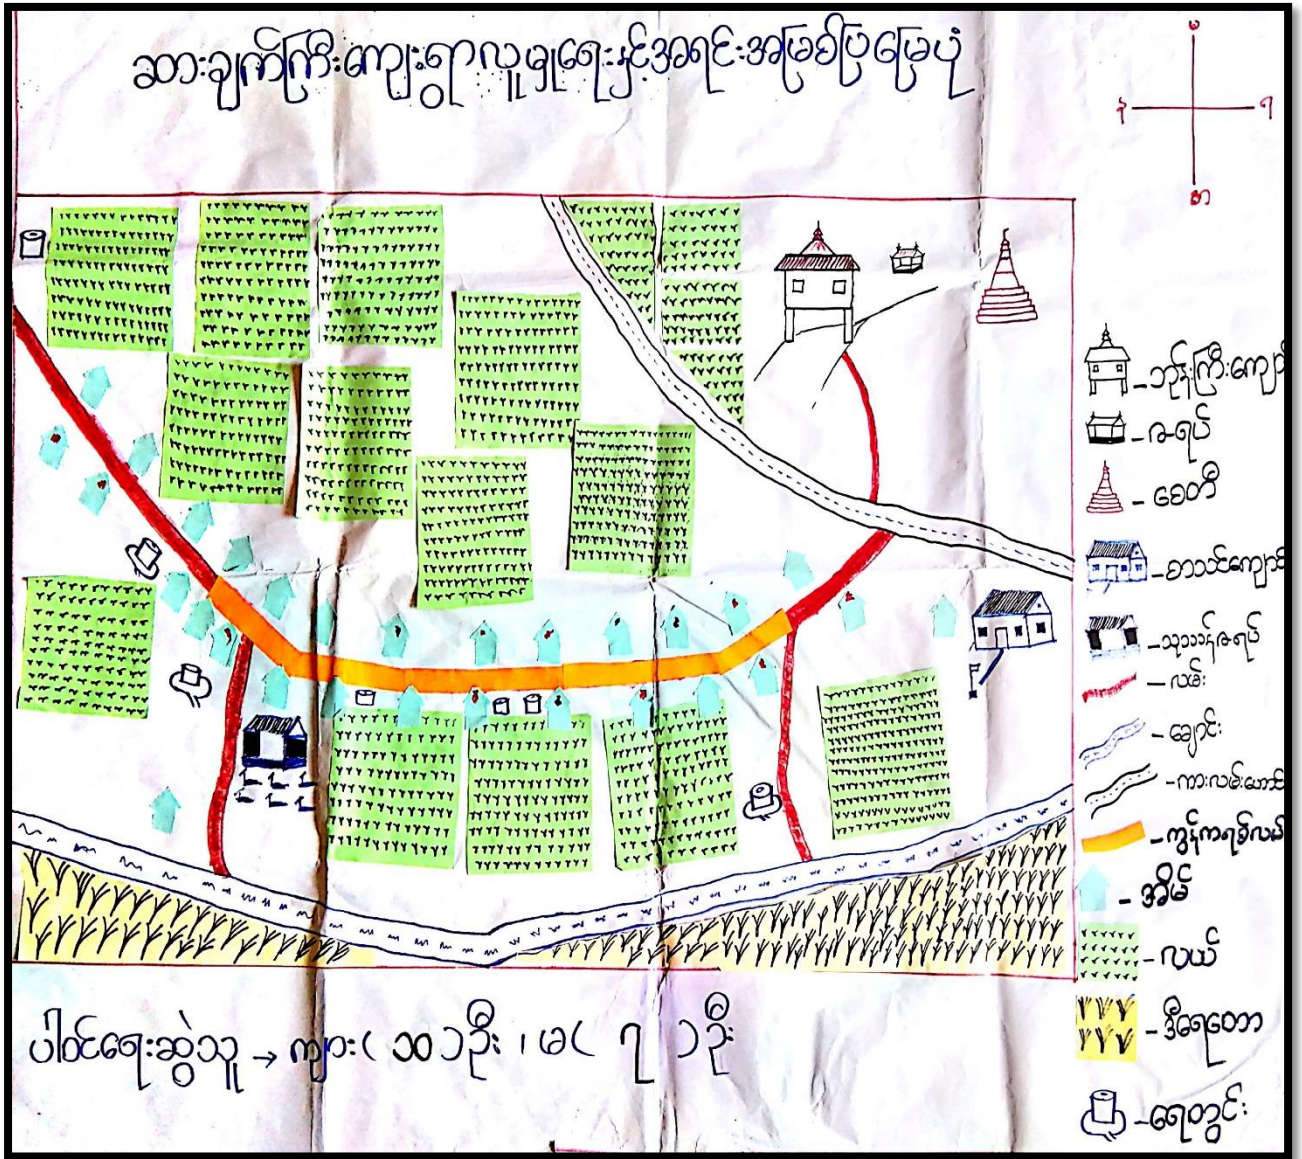 ဆားချက်ကြီးကျေးရွာလူမှုရေးနှင့်အရင်းအမြစ်ပြမြေပုံ
မ
န
ရ
တ
ဘုန်းကြီးကျောင်
-ဇရပ်
-စေတီ
-စာသင်ကျောင်
-သုဿာန်ဇရပ်
-လမ်း
-ချောင်း
-ကားလမ်းဟောင်
-ကွန်ကရစ်လမ်
-အိမ်
-လယ်
-ဒီရေတော
-ရေတွင်း
ပါဝင်ရေးဆွဲသူ → ကျား( ၁၀ )ဦး ၊ မ( ၇ )ဦး